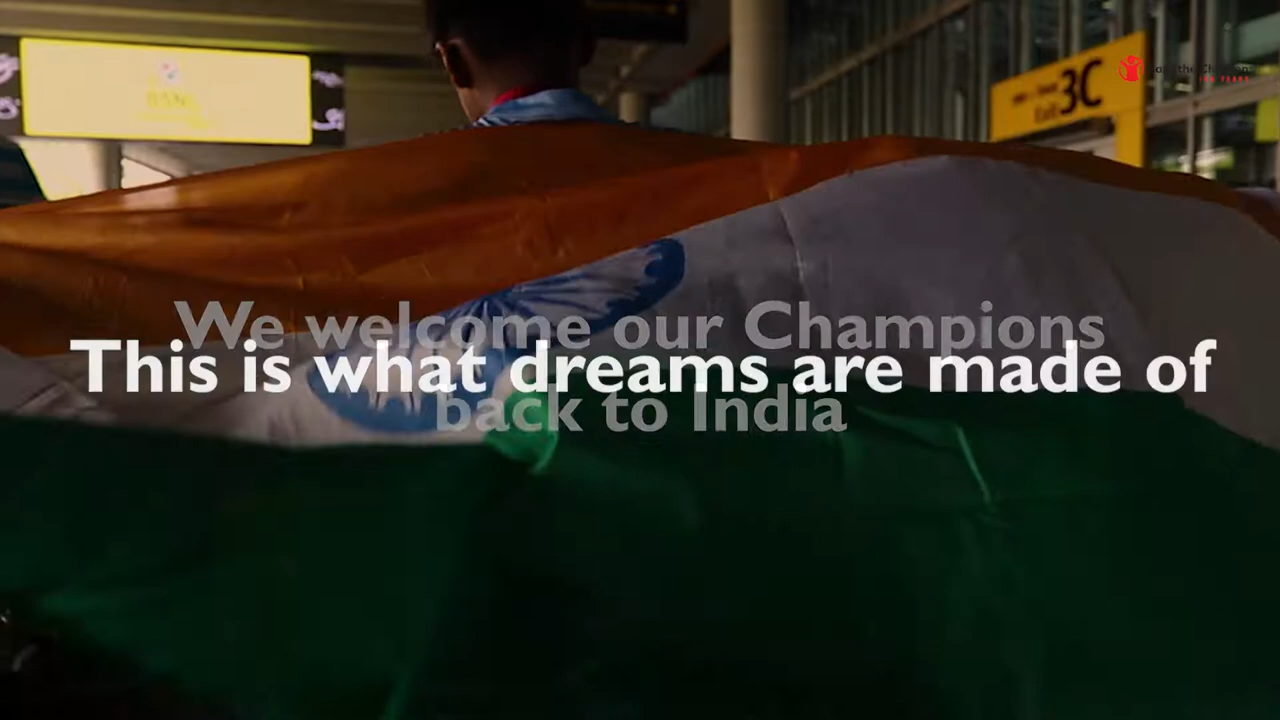 We welcome our Champions
This is what dreams are made of
back to India
3C